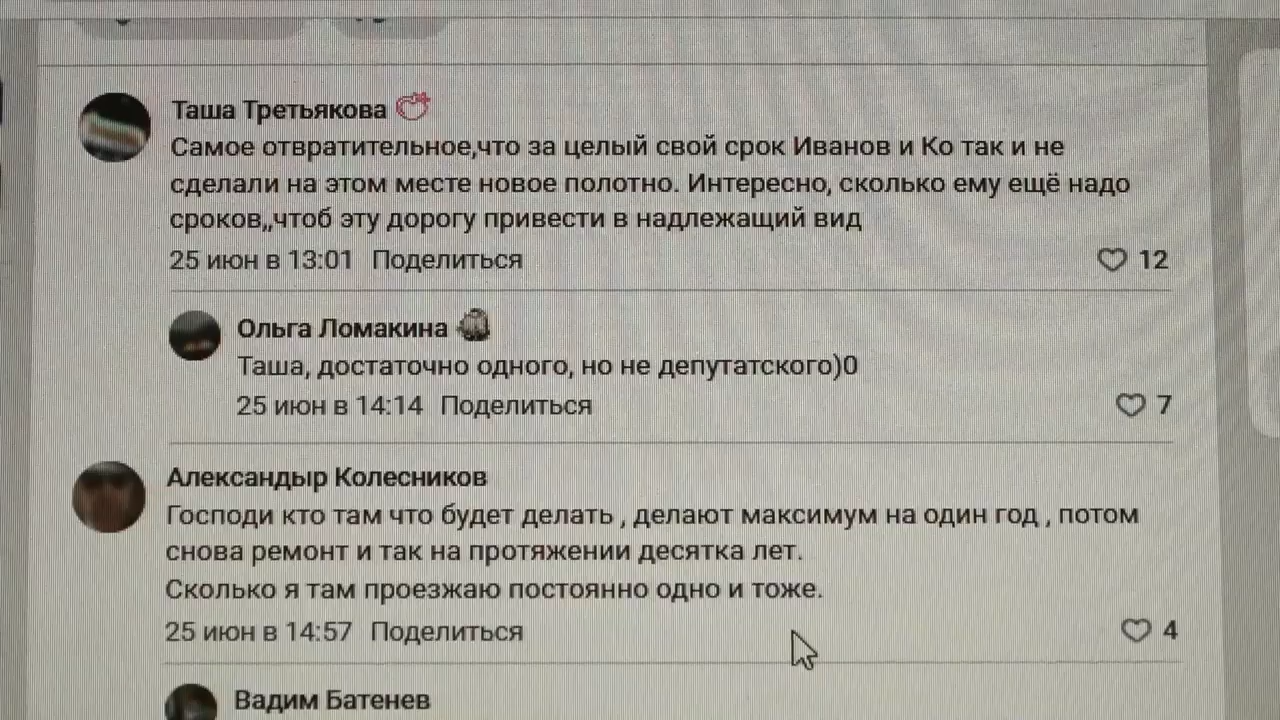 Таша Третьякова
Самое отвратительное,что за целый свой срок Иванов и Ко так и не
сделали на этом месте новое полотно. Интересно, сколько ему ещё надо
сроков,,чтоб эту дорогу привести в надлежащий вид
25 июн в 13:01 Поделиться 12
Ольга Ломакина
Таша, достаточно одного, но не депутатского)0
25 июн в 14:14 Поделиться 7
Александыр Колесников
Господи кто там что будет делать , делают максимум на один год , потом
снова ремонт и так на протяжении десятка лет.
Сколько я там проезжаю постоянно одно и тоже.
25 июн в 14:57 Поделиться 4
Вадим Батенев